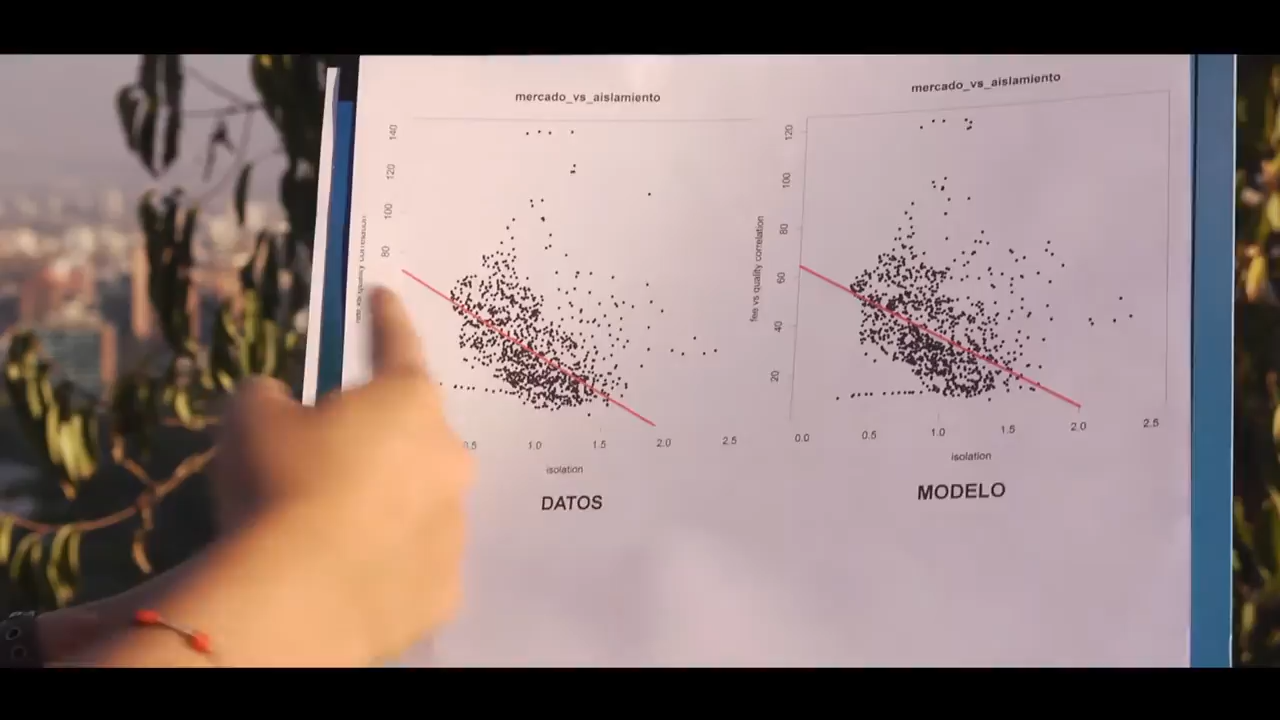 mercado_vs_aislamiento
140
120
100
80
0.5 1.0 1.5 2.0 2.5
isolation
DATOS
mercado_vs_aislamiento
120
100
80
60
40
20
fee vs quality correlation
0.0 0.5 1.0 1.5 2.0 2.5
isolation
MODELO